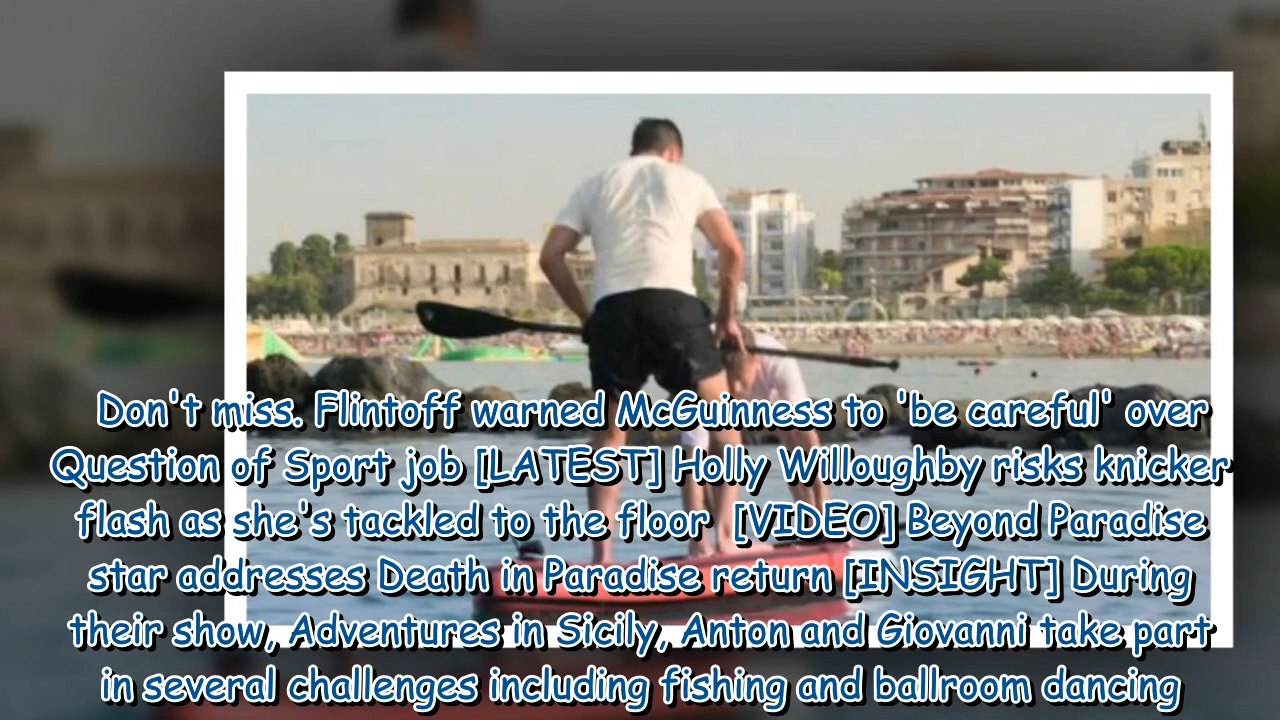 Don't miss. Flintoff warned McGuinness to 'be careful' over
Question of Sport job [LATEST] Holly Willoughby risks knicker
flash as she's tackled to the floor  [VIDEO] Beyond Paradise
star addresses Death in Paradise return [INSIGHT] During
their show, Adventures in Sicily, Anton and Giovanni take part
in several challenges including fishing and ballroom dancing